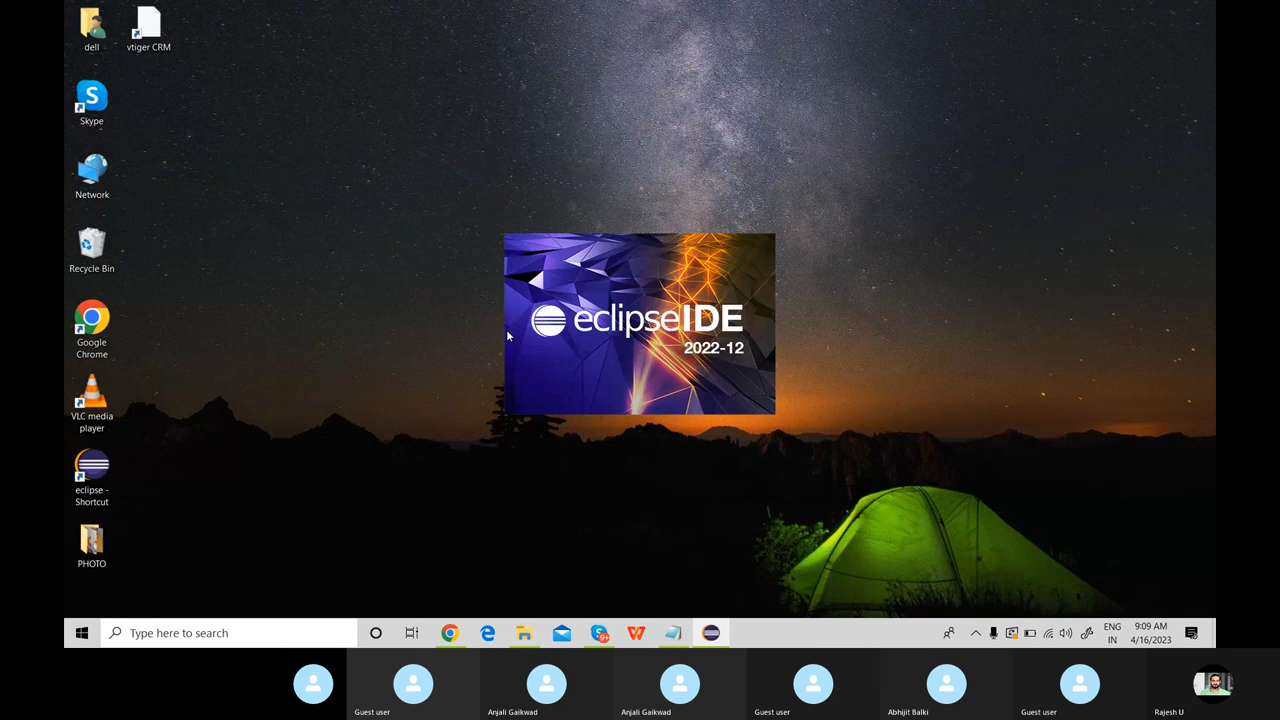 dell
vtiger CRM
Skype
Network
Recycle Bin
Google
Chrome
VLC media
player
eclipse -
Shortcut
PHOTO
eclipseIDE
2022-12
Type here to search
9+
ENG
IN
9:09 AM
4/16/2023
Guest user
Anjali Gaikwad
Anjali Gaikwad
Guest user
Abhijit Balki
Guest user
Rajesh U